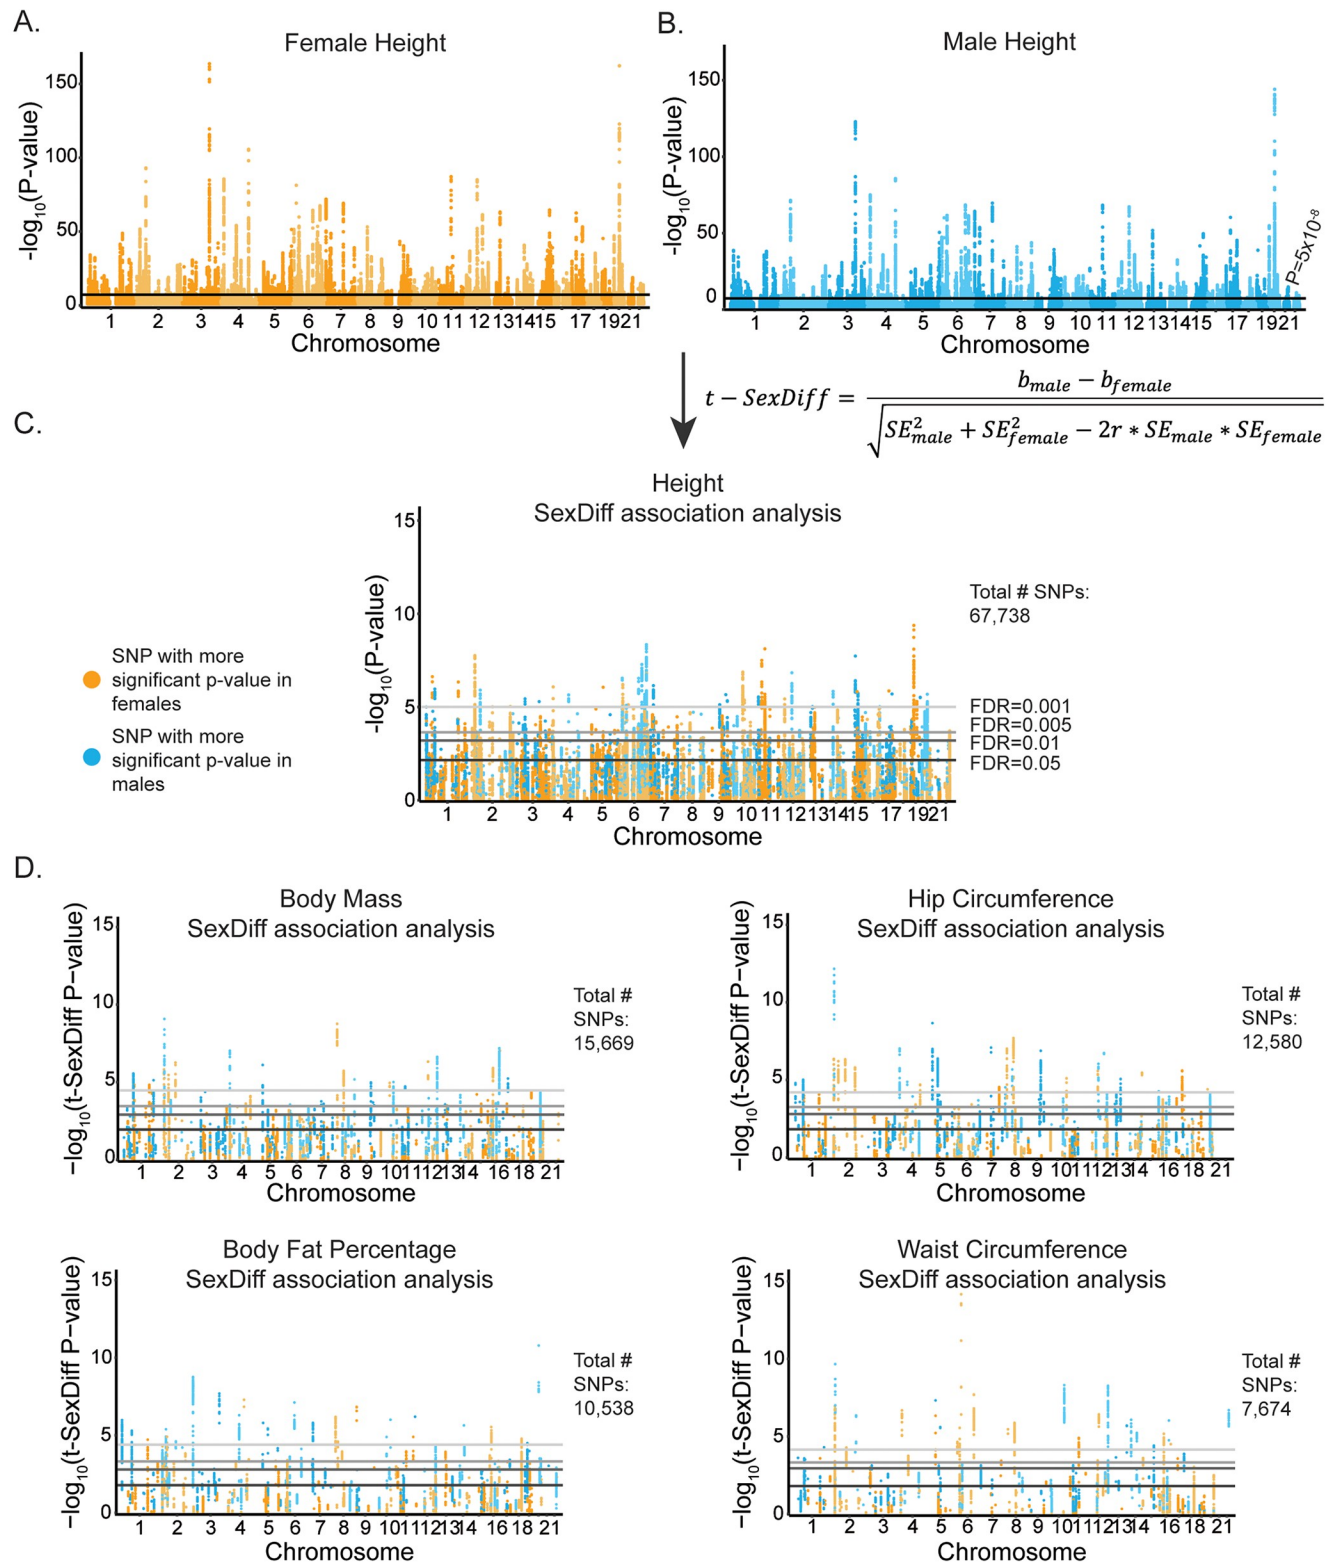 A.
Female Height
-log10(P-value)
150
100
50
0
1 2 3 4 5 6 7 8 9 10 11 12 13 14 15 17 19 21
Chromosome
B.
Male Height
-log10(P-value)
150
100
50
0
P=5x10-8
1 2 3 4 5 6 7 8 9 10 11 12 13 14 15 17 19 21
Chromosome
t − SexDiff = b_male − b_female / √SE²_male + SE²_female − 2r * SE_male * SE_female
C.
Height
SexDiff association analysis
-log10(P-value)
15
10
5
0
Total # SNPs:
67,738
FDR=0.001
FDR=0.005
FDR=0.01
FDR=0.05
1 2 3 4 5 6 7 8 9 10 11 12 13 14 15 17 19 21
Chromosome
SNP with more
significant p-value in
females
SNP with more
significant p-value in
males
D.
Body Mass
SexDiff association analysis
−log10(t-SexDiff P−value)
15
10
5
0
Total #
SNPs:
15,669
1 2 3 4 5 6 7 8 9 10 11 12 13 14 16 18 21
Chromosome
Hip Circumference
SexDiff association analysis
−log10(t-SexDiff P−value)
15
10
5
0
Total #
SNPs:
12,580
1 2 3 4 5 6 7 8 9 10 11 12 13 14 16 18 21
Chromosome
Body Fat Percentage
SexDiff association analysis
−log10(t-SexDiff P−value)
15
10
5
0
Total #
SNPs:
10,538
1 2 3 4 5 6 7 8 9 10 11 12 13 14 16 18 21
Chromosome
Waist Circumference
SexDiff association analysis
−log10(t-SexDiff P−value)
15
10
5
0
Total #
SNPs:
7,674
1 2 3 4 5 6 7 8 9 10 11 12 13 14 16 18 21
Chromosome